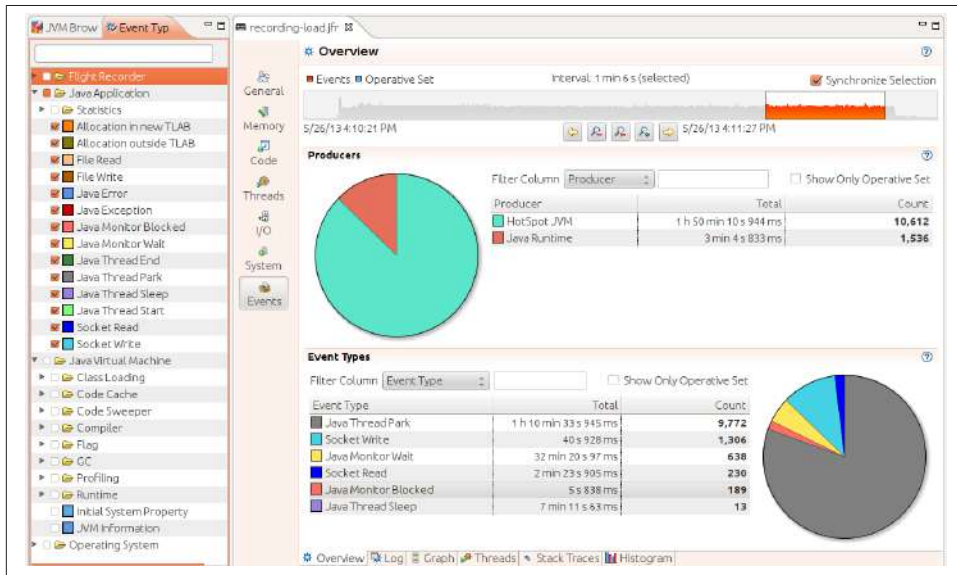 JVM Brow Event Typ
recording-load.jfr
Overview
Flight Recorder
Java Application
Statistics
Allocation in new TLAB
Allocation outside TLAB
File Read
File Write
Java Error
Java Exception
Java Monitor Blocked
Java Monitor Wait
Java Thread End
Java Thread Park
Java Thread Sleep
Java Thread Start
Socket Read
Socket Write
Java Virtual Machine
Class Loading
Code Cache
Code Sweeper
Compiler
Flag
GC
Profiling
Runtime
Initial System Property
JVM Information
Operating System
General
Memory
Code
Threads
I/O
System
Events
Events Operative Set Interval: 1 min 6 s (selected) Synchronize Selection
5/26/13 4:10:21 PM 5/26/13 4:11:27 PM
Producers
Filter Column Producer Show Only Operative Set
Producer Total Count
HotSpot JVM 1 h 50 min 10 s 944 ms 10,612
Java Runtime 3 min 4 s 833 ms 1,536
Event Types
Filter Column Event Type Show Only Operative Set
Event Type Total Count
Java Thread Park 1 h 10 min 33 s 945 ms 9,772
Socket Write 40 s 928 ms 1,306
Java Monitor Wait 32 min 20 s 97 ms 638
Socket Read 2 min 23 s 905 ms 230
Java Monitor Blocked 5 s 838 ms 189
Java Thread Sleep 7 min 11 s 63 ms 13
Overview Log Graph Threads Stack Traces Histogram